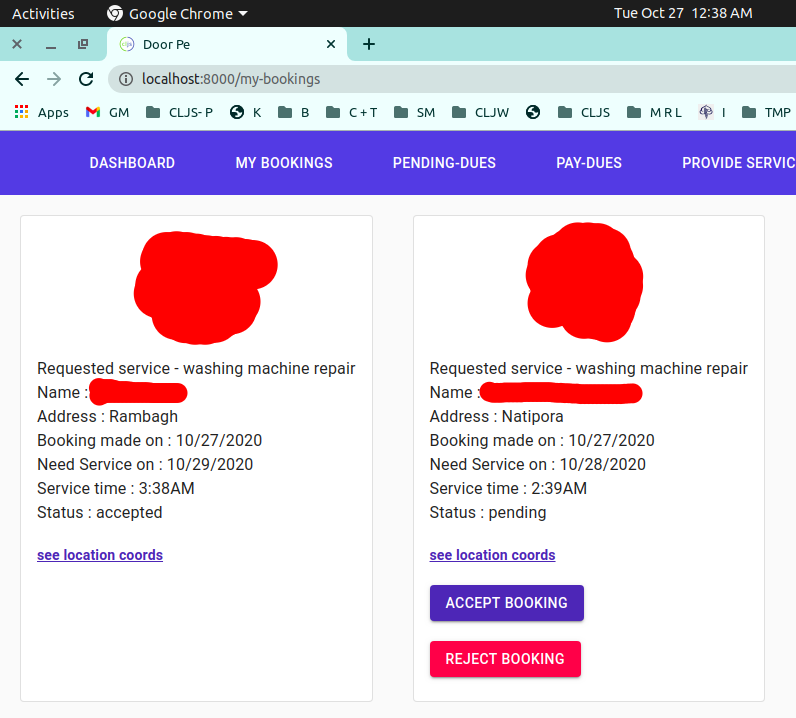 Activities Google Chrome Tue Oct 27 12:38 AM
Door Pe
localhost:8000/my-bookings
Apps GM CLJS- P K B C + T SM CLJW CLJS M R L I TMP
DASHBOARD MY BOOKINGS PENDING-DUES PAY-DUES PROVIDE SERVIC
Requested service - washing machine repair
Name :
Address : Rambagh
Booking made on : 10/27/2020
Need Service on : 10/29/2020
Service time : 3:38AM
Status : accepted
see location coords
Requested service - washing machine repair
Name :
Address : Natipora
Booking made on : 10/27/2020
Need Service on : 10/28/2020
Service time : 2:39AM
Status : pending
see location coords
ACCEPT BOOKING
REJECT BOOKING